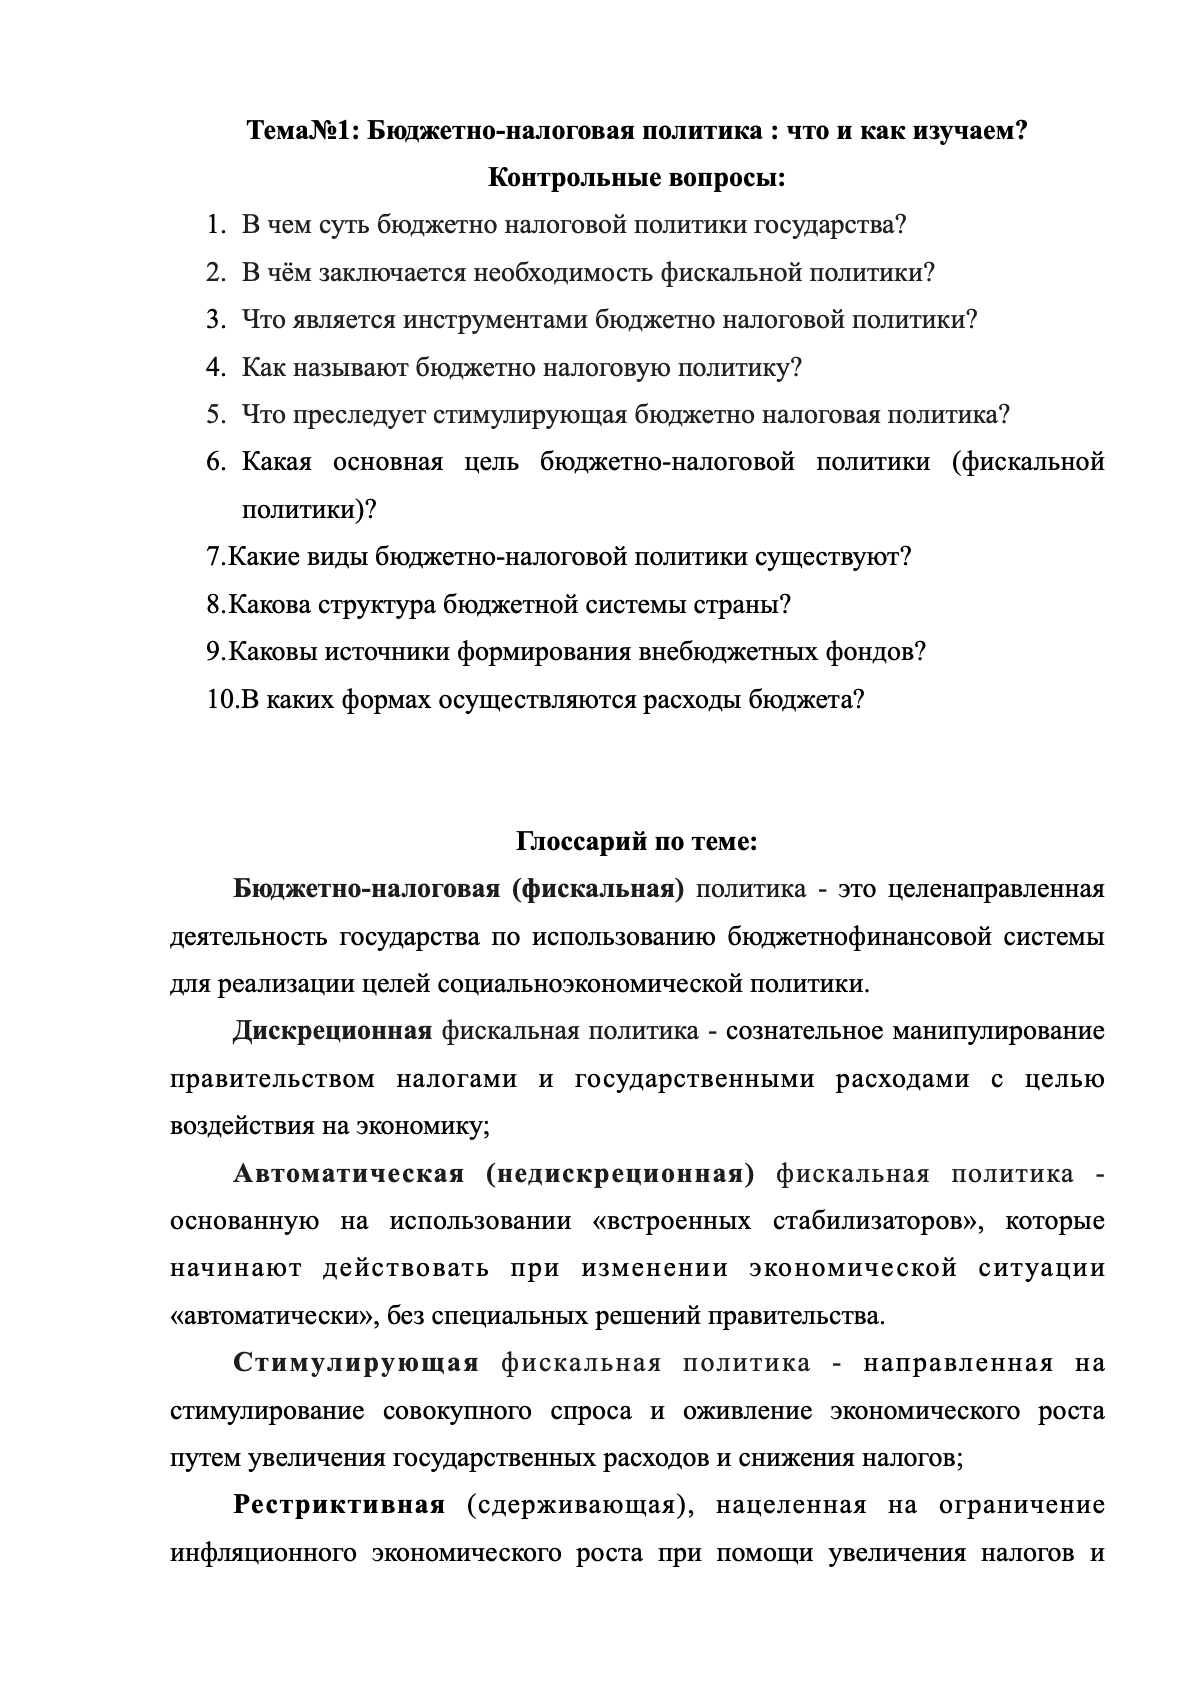 Тема№1: Бюджетно-налоговая политика : что и как изучаем?
Контрольные вопросы:
1. В чем суть бюджетно налоговой политики государства?
2. В чём заключается необходимость фискальной политики?
3. Что является инструментами бюджетно налоговой политики?
4. Как называют бюджетно налоговую политику?
5. Что преследует стимулирующая бюджетно налоговая политика?
6. Какая основная цель бюджетно-налоговой политики (фискальной
политики)?
7.Какие виды бюджетно-налоговой политики существуют?
8.Какова структура бюджетной системы страны?
9.Каковы источники формирования внебюджетных фондов?
10.В каких формах осуществляются расходы бюджета?
Глоссарий по теме:
Бюджетно-налоговая (фискальная) политика - это целенаправленная
деятельность государства по использованию бюджетнофинансовой системы
для реализации целей социальноэкономической политики.
Дискреционная фискальная политика - сознательное манипулирование
правительством налогами и государственными расходами с целью
воздействия на экономику;
Автоматическая (недискреционная) фискальная политика -
основанную на использовании «встроенных стабилизаторов», которые
начинают действовать при изменении экономической ситуации
«автоматически», без специальных решений правительства.
Стимулирующая фискальная политика - направленная на
стимулирование совокупного спроса и оживление экономического роста
путем увеличения государственных расходов и снижения налогов;
Рестриктивная (сдерживающая), нацеленная на ограничение
инфляционного экономического роста при помощи увеличения налогов и